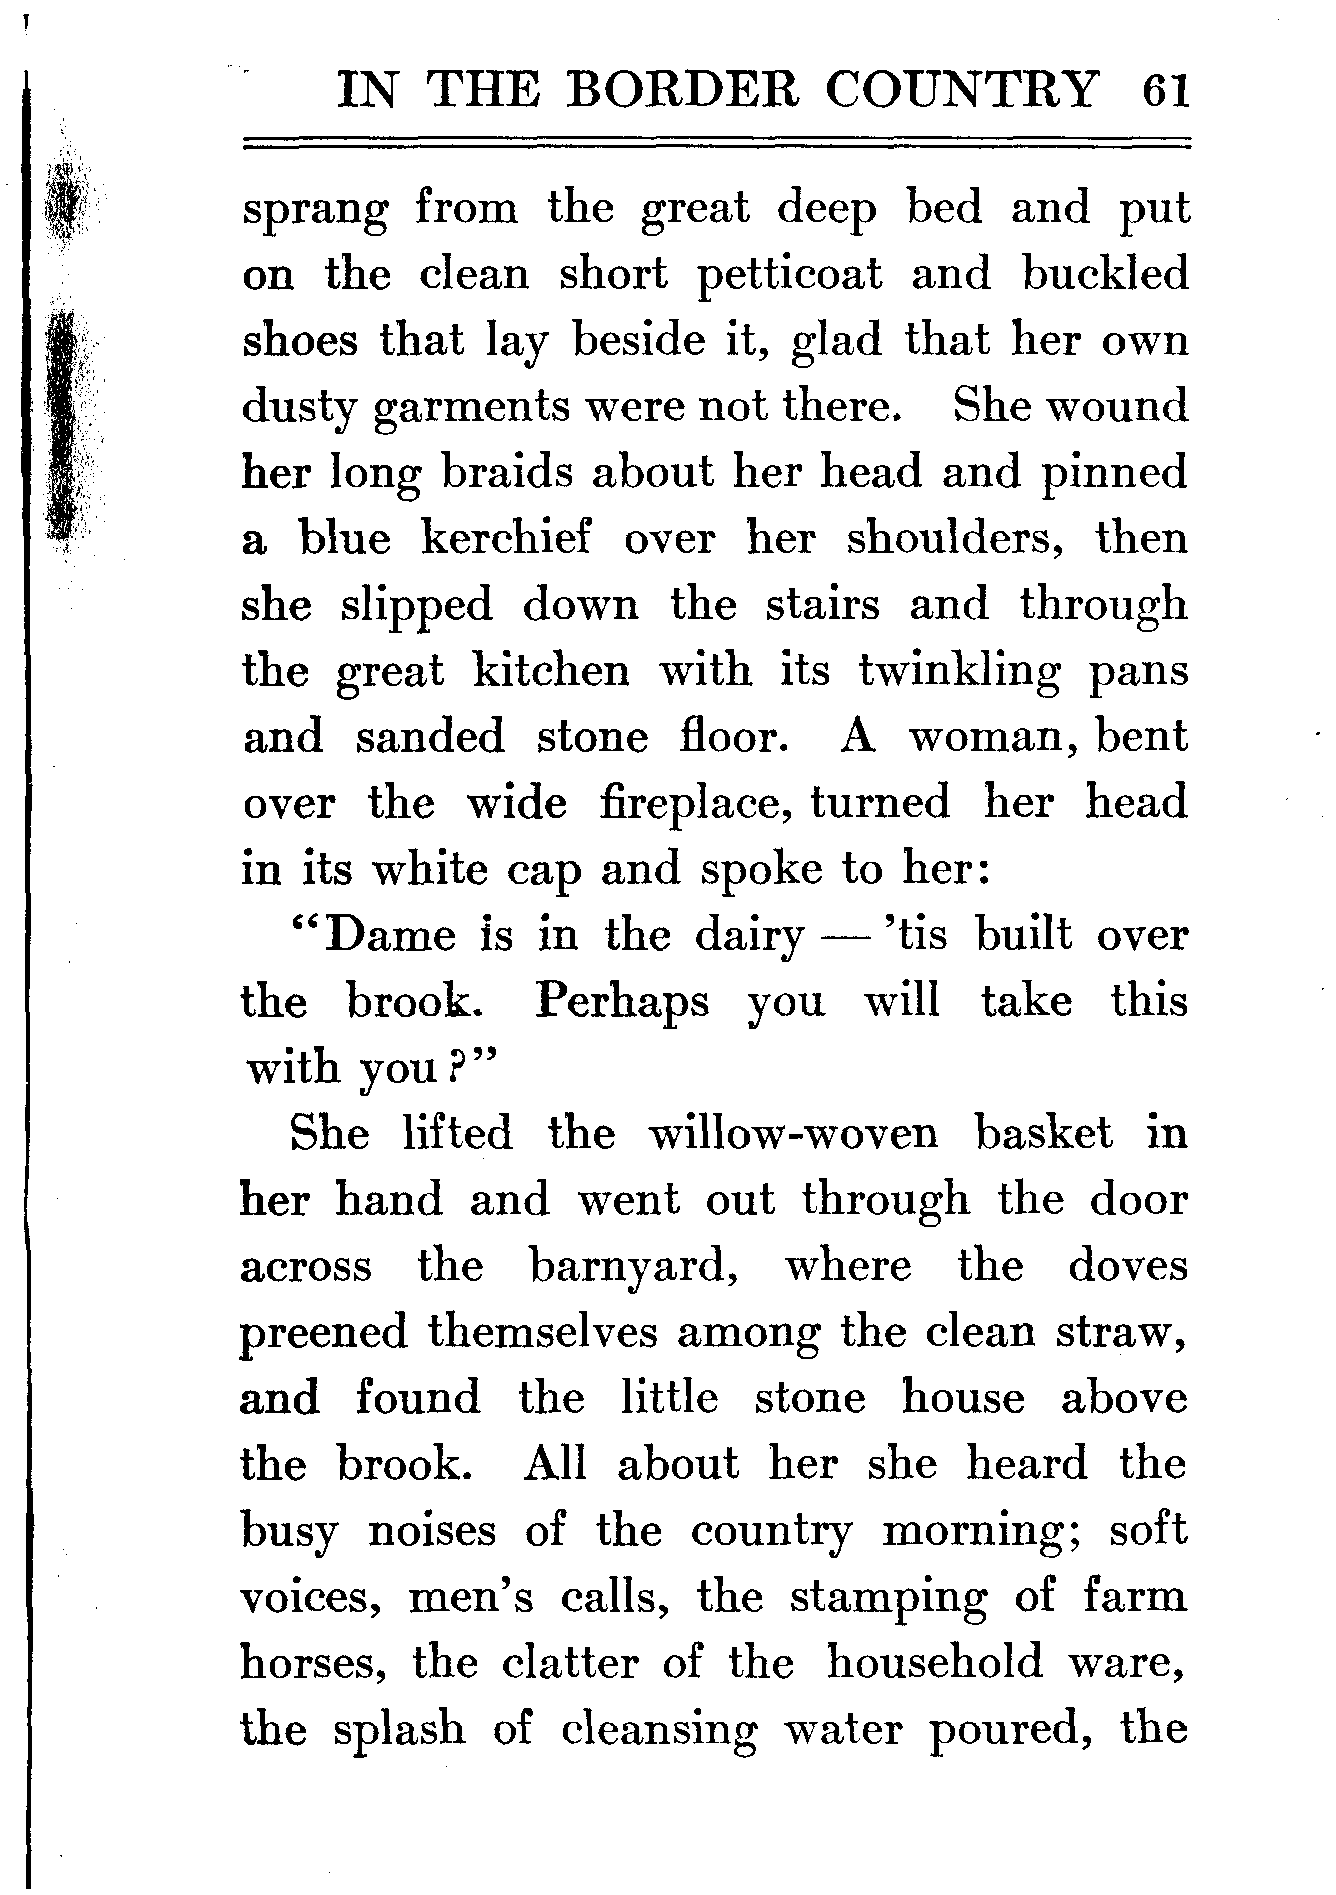 IN THE BORDER COUNTRY 61
sprang from the great deep bed and put
on the clean short petticoat and buckled
shoes that lay beside it, glad that her own
dusty garments were not there. She wound
her long braids about her head and pinned
a blue kerchief over her shoulders, then
she slipped down the stairs and through
the great kitchen with its twinkling pans
and sanded stone floor. A woman, bent
over the wide fireplace, turned her head
in its white cap and spoke to her:
“Dame is in the dairy — ’tis built over
the brook. Perhaps you will take this
with you?”
She lifted the willow-woven basket in
her hand and went out through the door
across the barnyard, where the doves
preened themselves among the clean straw,
and found the little stone house above
the brook. All about her she heard the
busy noises of the country morning; soft
voices, men’s calls, the stamping of farm
horses, the clatter of the household ware,
the splash of cleansing water poured, the